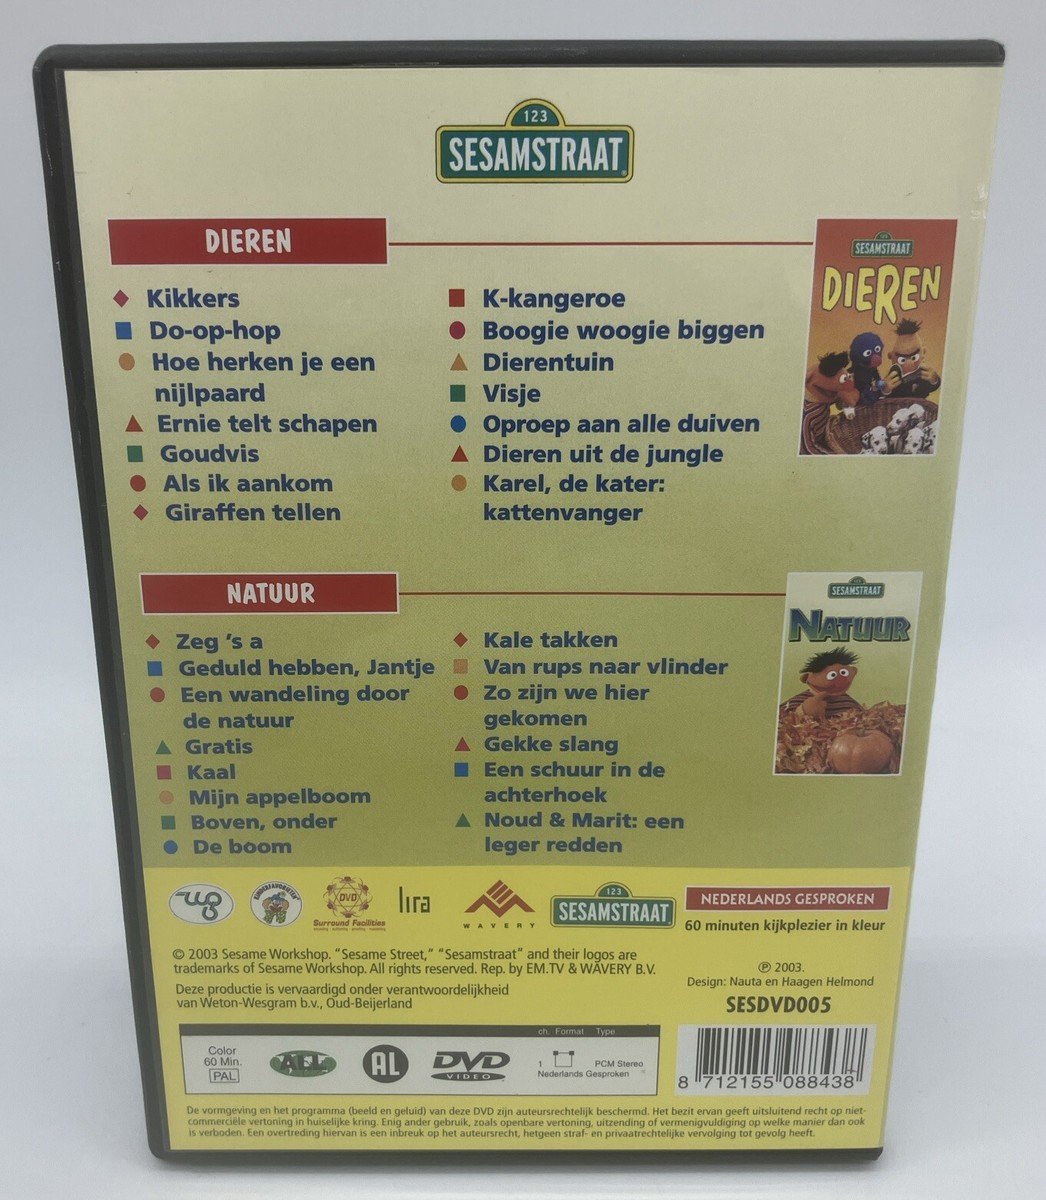 123
SESAMSTRAAT
DIEREN
Kikkers
Do-op-hop
Hoe herken je een
nijlpaard
Ernie telt schapen
Goudvis
Als ik aankom
Giraffen tellen
K-kangeroe
Boogie woogie biggen
Dierentuin
Visje
Oproep aan alle duiven
Dieren uit de jungle
Karel, de kater:
kattenvanger
SESAMSTRAAT
DIEREN
NATUUR
Zeg 's a
Geduld hebben, Jantje
Een wandeling door
de natuur
Gratis
Kaal
Mijn appelboom
Boven, onder
De boom
Kale takken
Van rups naar vlinder
Zo zijn we hier
gekomen
Gekke slang
Een schuur in de
achterhoek
Noud & Marit: een
leger redden
SESAMSTRAAT
NATUUR
KINDERFAVORIETEN
DVD
Surround Facilities
lira
WAVERY
123
SESAMSTRAAT
NEDERLANDS GESPROKEN
60 minuten kijkplezier in kleur
© 2003 Sesame Workshop. "Sesame Street," "Sesamstraat" and their logos are
trademarks of Sesame Workshop. All rights reserved. Rep. by EM.TV & WAVERY B.V.
Deze productie is vervaardigd onder verantwoordelijkheid
van Weton-Wesgram b.v., Oud-Beijerland
℗ 2003.
Design: Nauta en Haagen Helmond
SESDVD005
ch. Format Type
Color
60 Min.
PAL
ALL
AL
DVD
VIDEO
1 PCM Stereo
Nederlands Gesproken
8 712155 088438
De vormgeving en het programma (beeld en geluid) van deze DVD zijn auteursrechtelijk beschermd. Het bezit ervan geeft uitsluitend recht op niet-
commerciële vertoning in huiselijke kring. Enig ander gebruik, zoals openbare vertoning, uitzending of vermenigvuldiging op welke manier dan ook
is verboden. Een overtreding hiervan is een inbreuk op het auteursrecht, hetgeen straf- en privaatrechtelijke vervolging tot gevolg heeft.